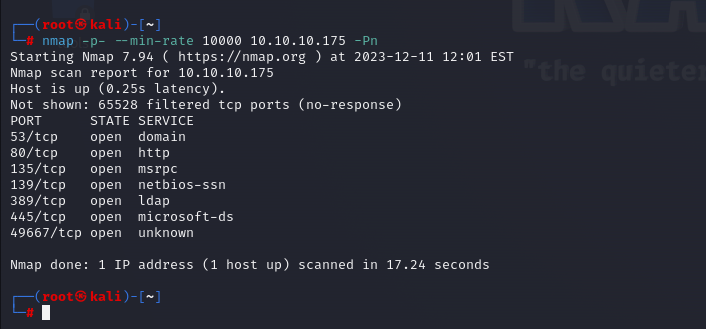 ┌──(root㉿kali)-[~]
└─# nmap -p- --min-rate 10000 10.10.10.175 -Pn
Starting Nmap 7.94 ( https://nmap.org ) at 2023-12-11 12:01 EST
Nmap scan report for 10.10.10.175
Host is up (0.25s latency).
Not shown: 65528 filtered tcp ports (no-response)
PORT      STATE SERVICE
53/tcp    open  domain
80/tcp    open  http
135/tcp   open  msrpc
139/tcp   open  netbios-ssn
389/tcp   open  ldap
445/tcp   open  microsoft-ds
49667/tcp open  unknown
Nmap done: 1 IP address (1 host up) scanned in 17.24 seconds
┌──(root㉿kali)-[~]
└─#
"the quieter